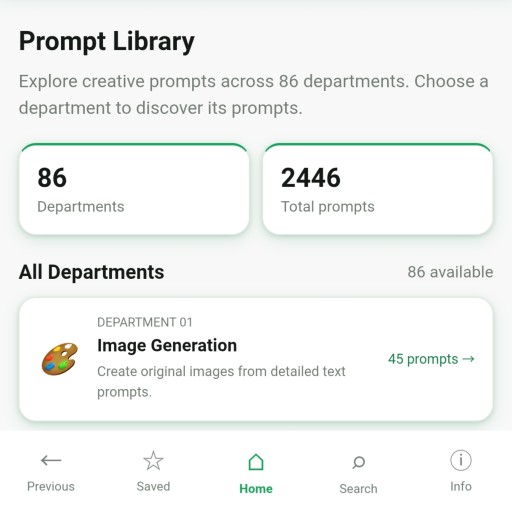 Prompt Library
Explore creative prompts across 86 departments. Choose a
department to discover its prompts.
86
Departments
2446
Total prompts
All Departments
86 available
DEPARTMENT 01
Image Generation
Create original images from detailed text
prompts.
45 prompts →
Previous
Saved
Home
Search
Info